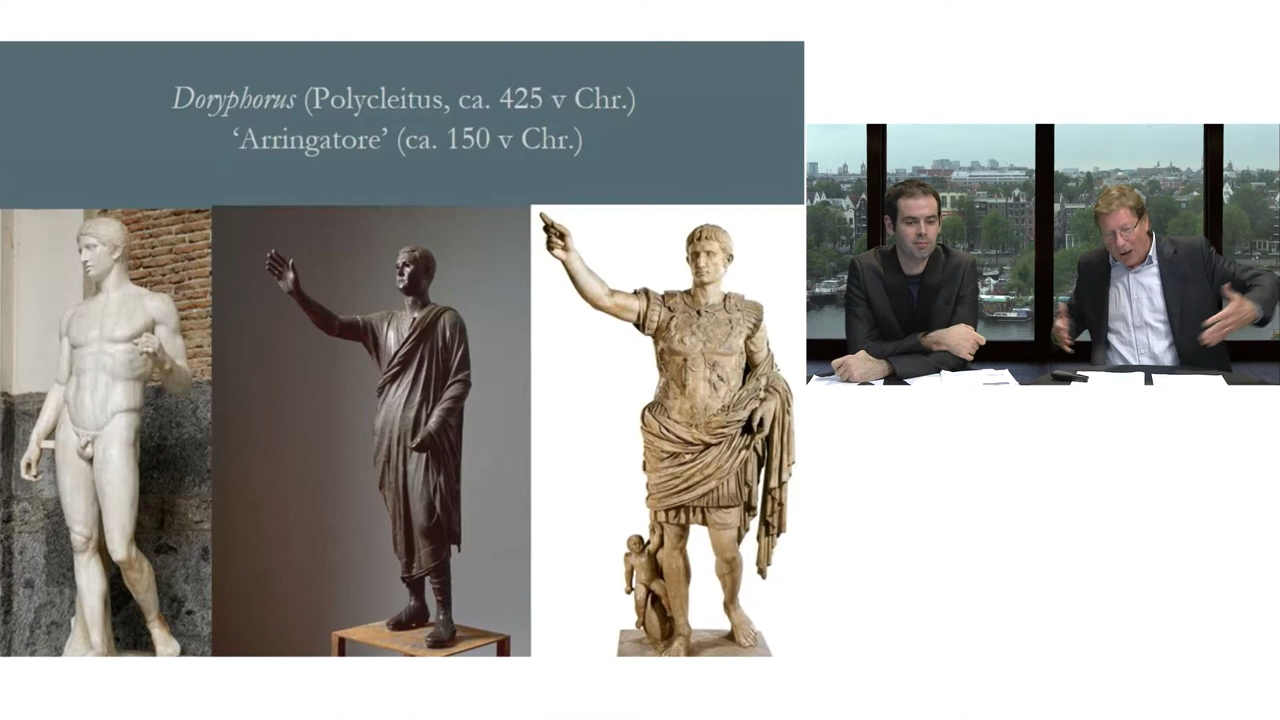 Doryphorus (Polycleitus, ca. 425 v Chr.)
‘Arringatore’ (ca. 150 v Chr.)